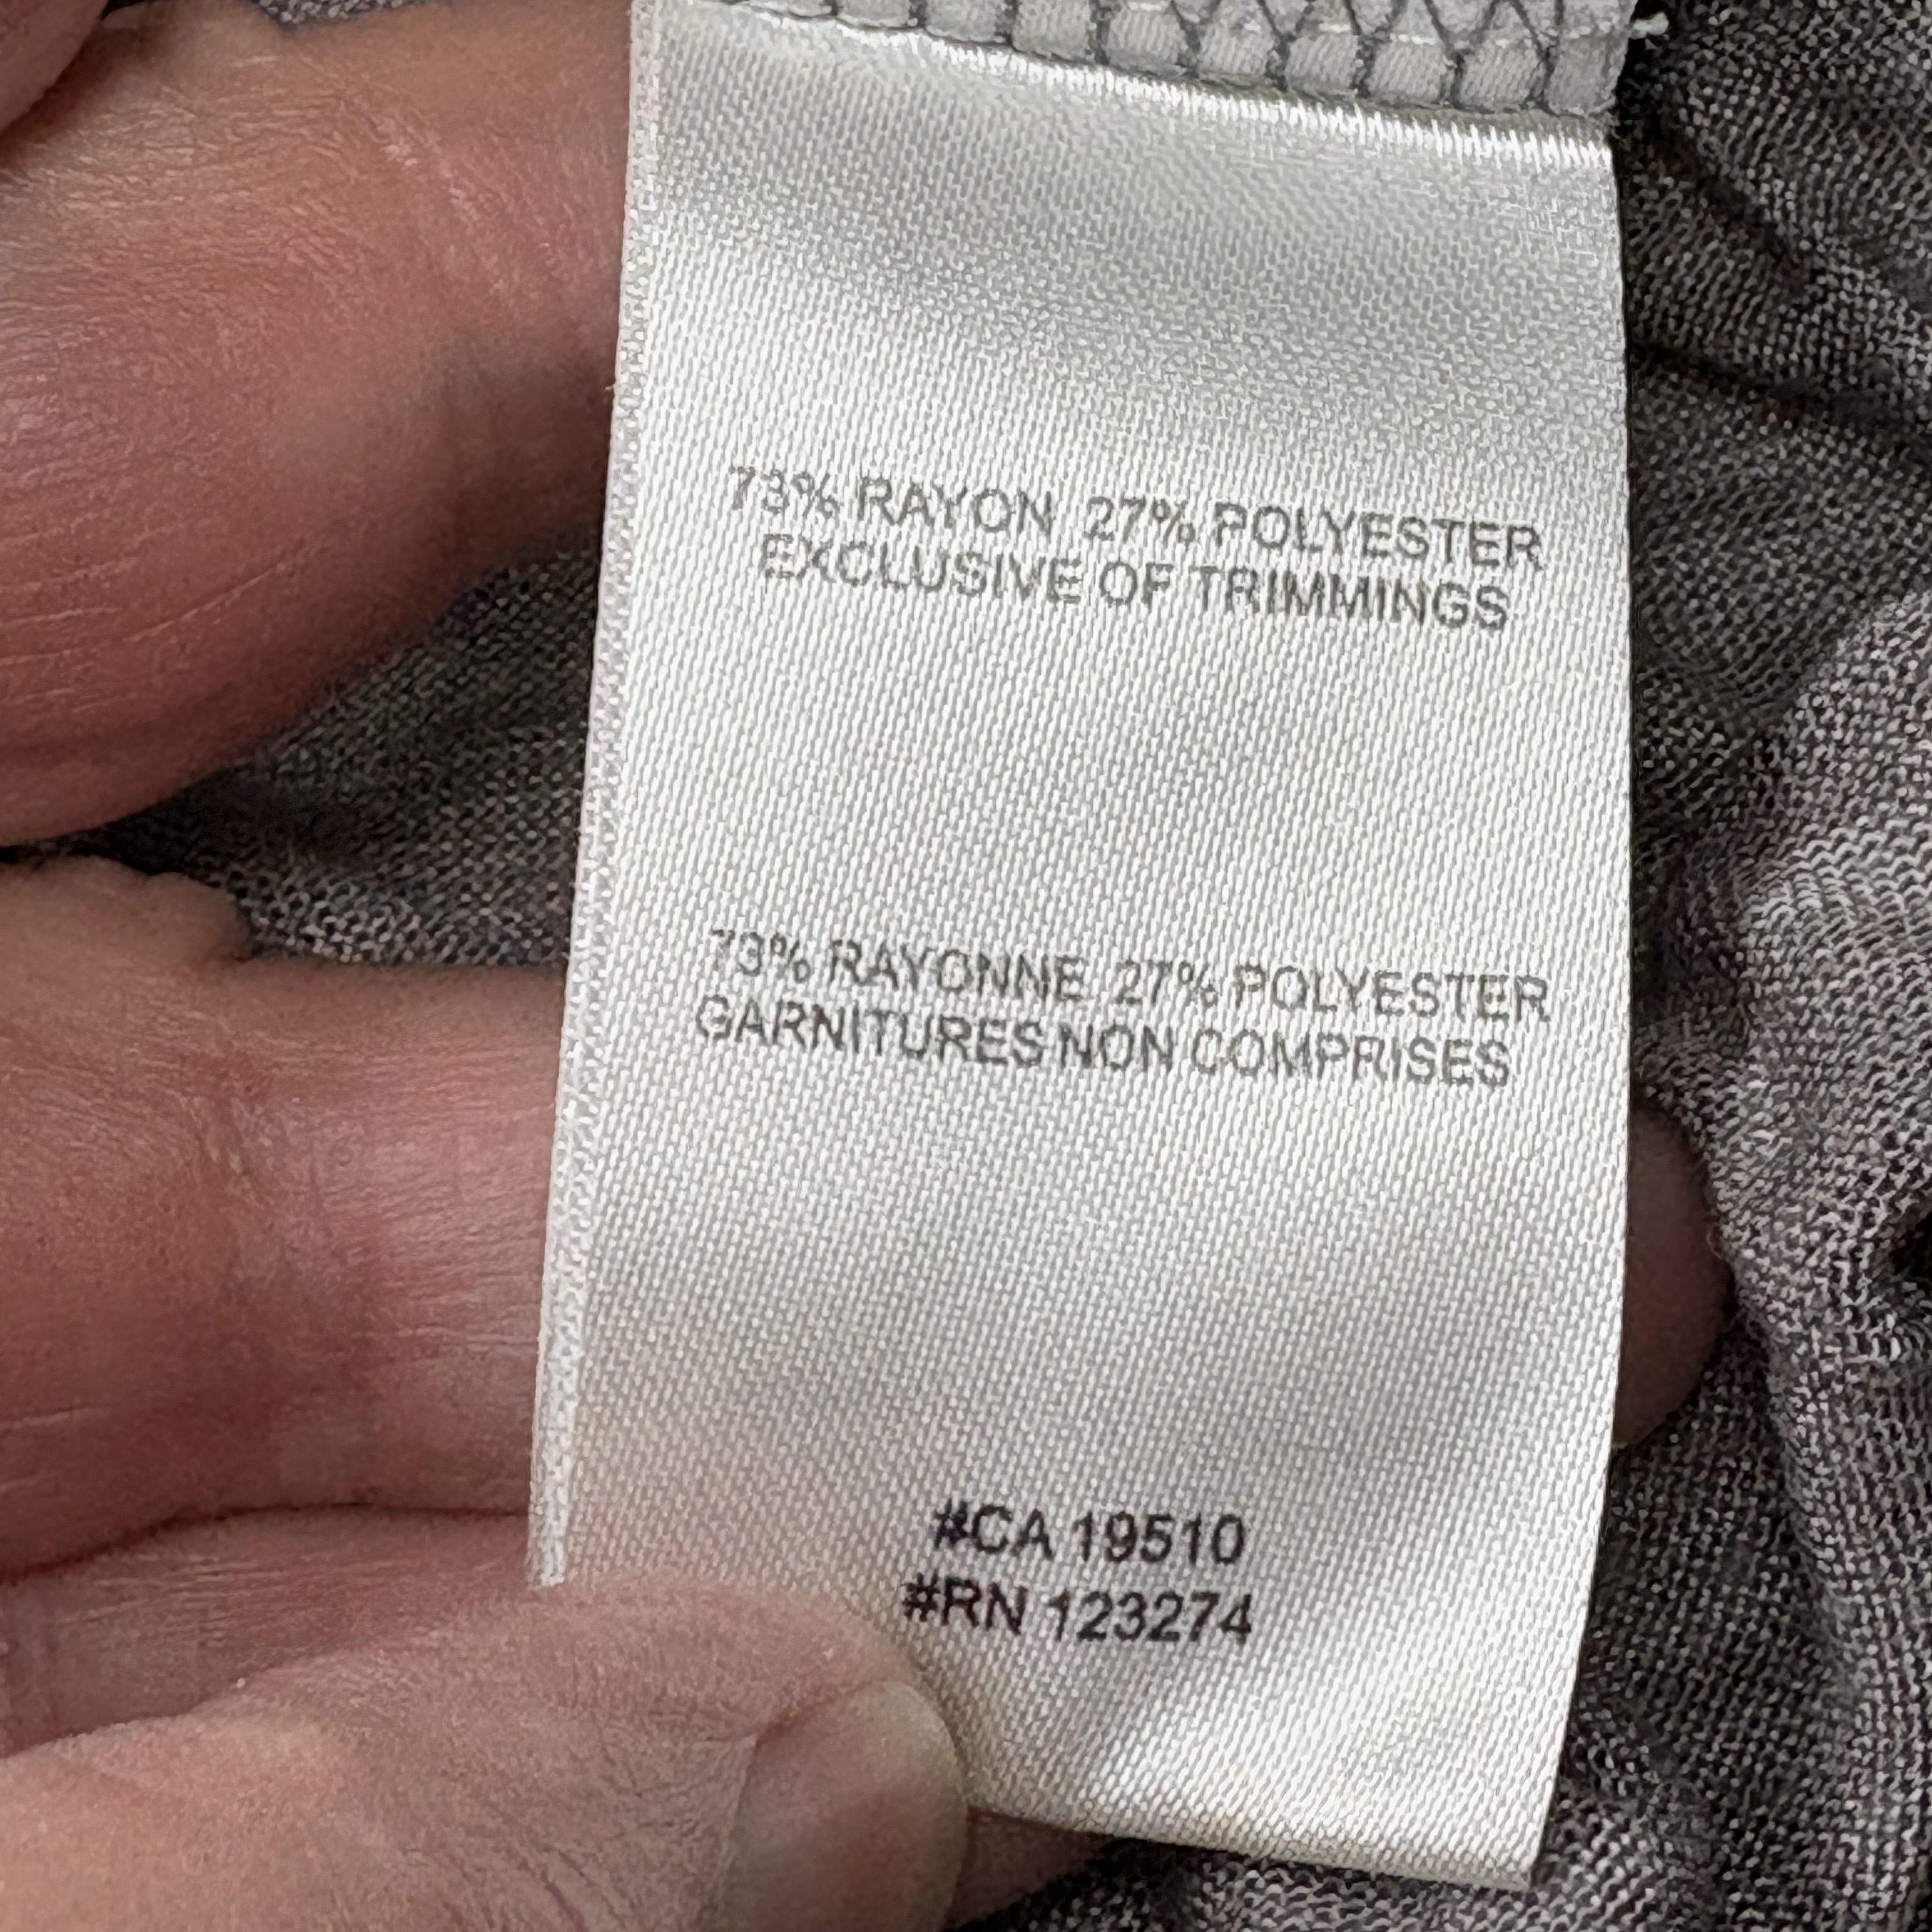 73% RAYON 27% POLYESTER
EXCLUSIVE OF TRIMMINGS
73% RAYONNE 27% POLYESTER
GARNITURES NON COMPRISES
#CA 19510
#RN 123274